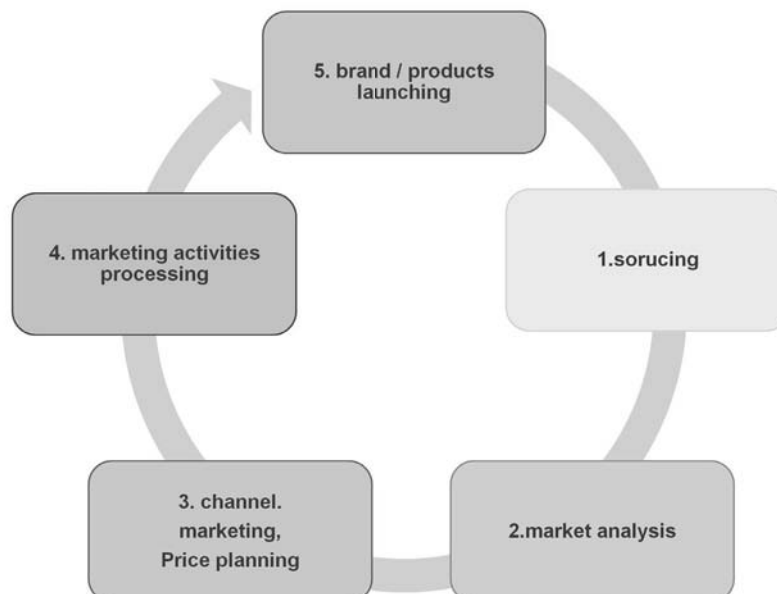 5. brand / products
launching
1.sorucing
4. marketing activities
processing
3. channel.
marketing,
Price planning
2.market analysis